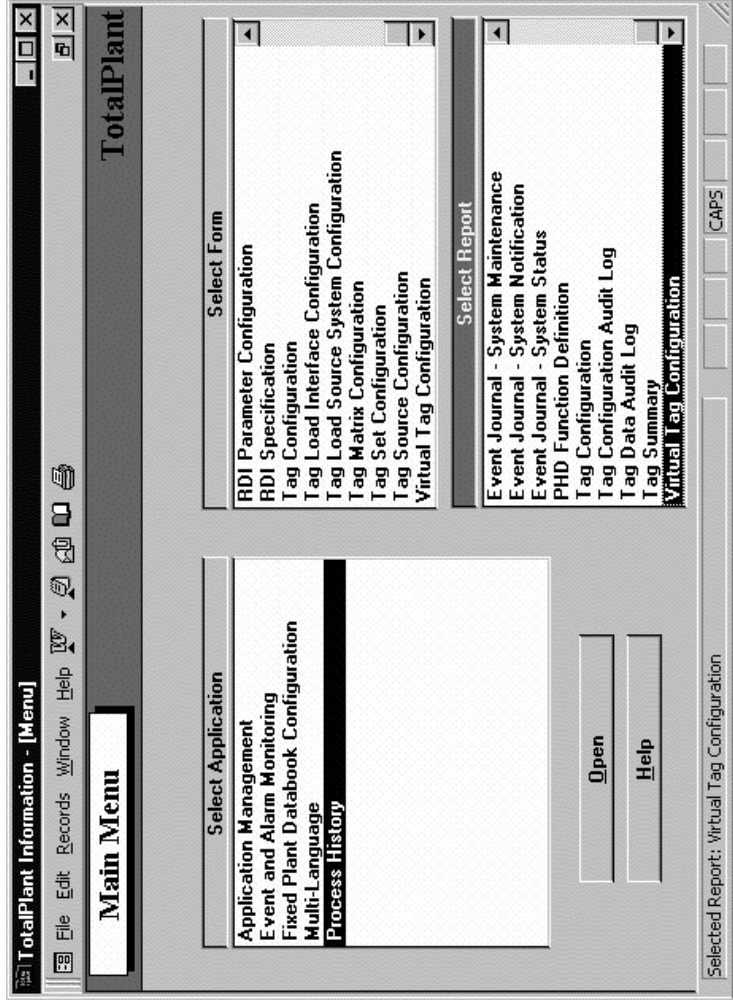 TotalPlant Information - [Menu]
File Edit Records Window Help
Main Menu
TotalPlant
Select Application
Application Management
Event and Alarm Monitoring
Fixed Plant Databook Configuration
Multi-Language
Process History
Open
Help
Select Form
RDI Parameter Configuration
RDI Specification
Tag Configuration
Tag Load Interface Configuration
Tag Load Source System Configuration
Tag Matrix Configuration
Tag Set Configuration
Tag Source Configuration
Virtual Tag Configuration
Select Report
Event Journal - System Maintenance
Event Journal - System Notification
Event Journal - System Status
PHD Function Definition
Tag Configuration
Tag Configuration Audit Log
Tag Data Audit Log
Tag Summary
Virtual Tag Configuration
Selected Report: Virtual Tag Configuration
CAPS